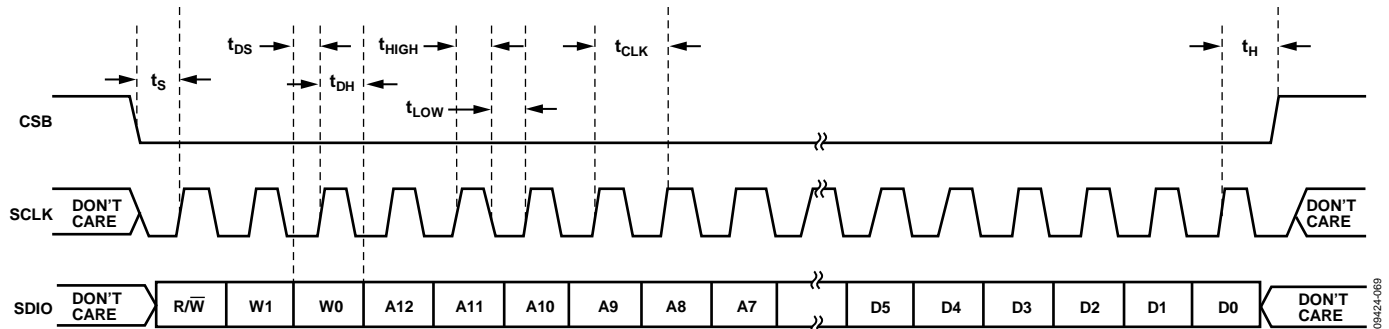 tDS
tHIGH
tCLK
tH
tS
tDH
tLOW
CSB
SCLK
DON'T
CARE
DON'T
CARE
SDIO
DON'T
CARE
R/W̅
W1
W0
A12
A11
A10
A9
A8
A7
D5
D4
D3
D2
D1
D0
DON'T
CARE
09424-069